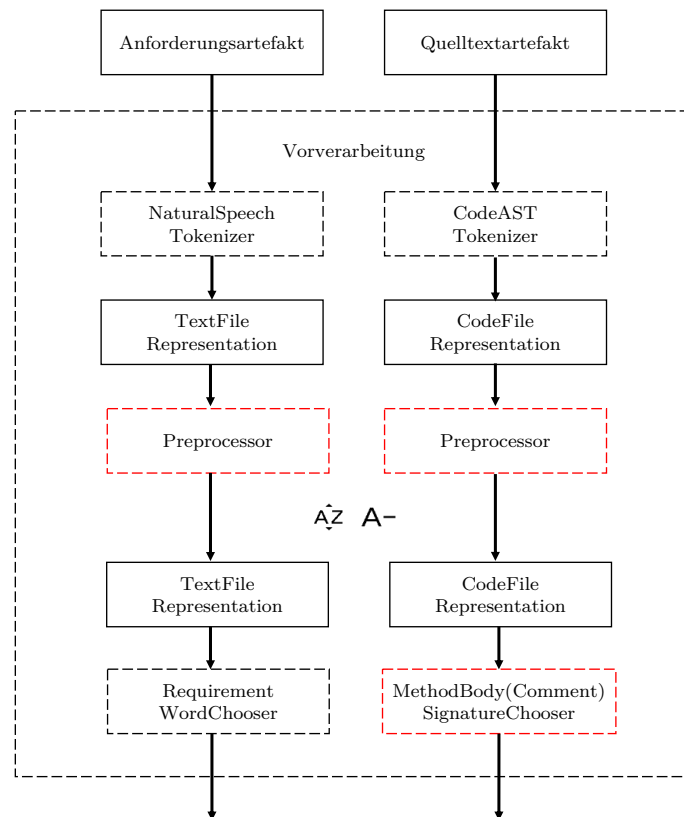 Anforderungsartefakt
Quelltextartefakt
Vorverarbeitung
NaturalSpeech
Tokenizer
CodeAST
Tokenizer
TextFile
Representation
CodeFile
Representation
Preprocessor
Preprocessor
AZ A-
TextFile
Representation
CodeFile
Representation
Requirement
WordChooser
MethodBody(Comment)
SignatureChooser